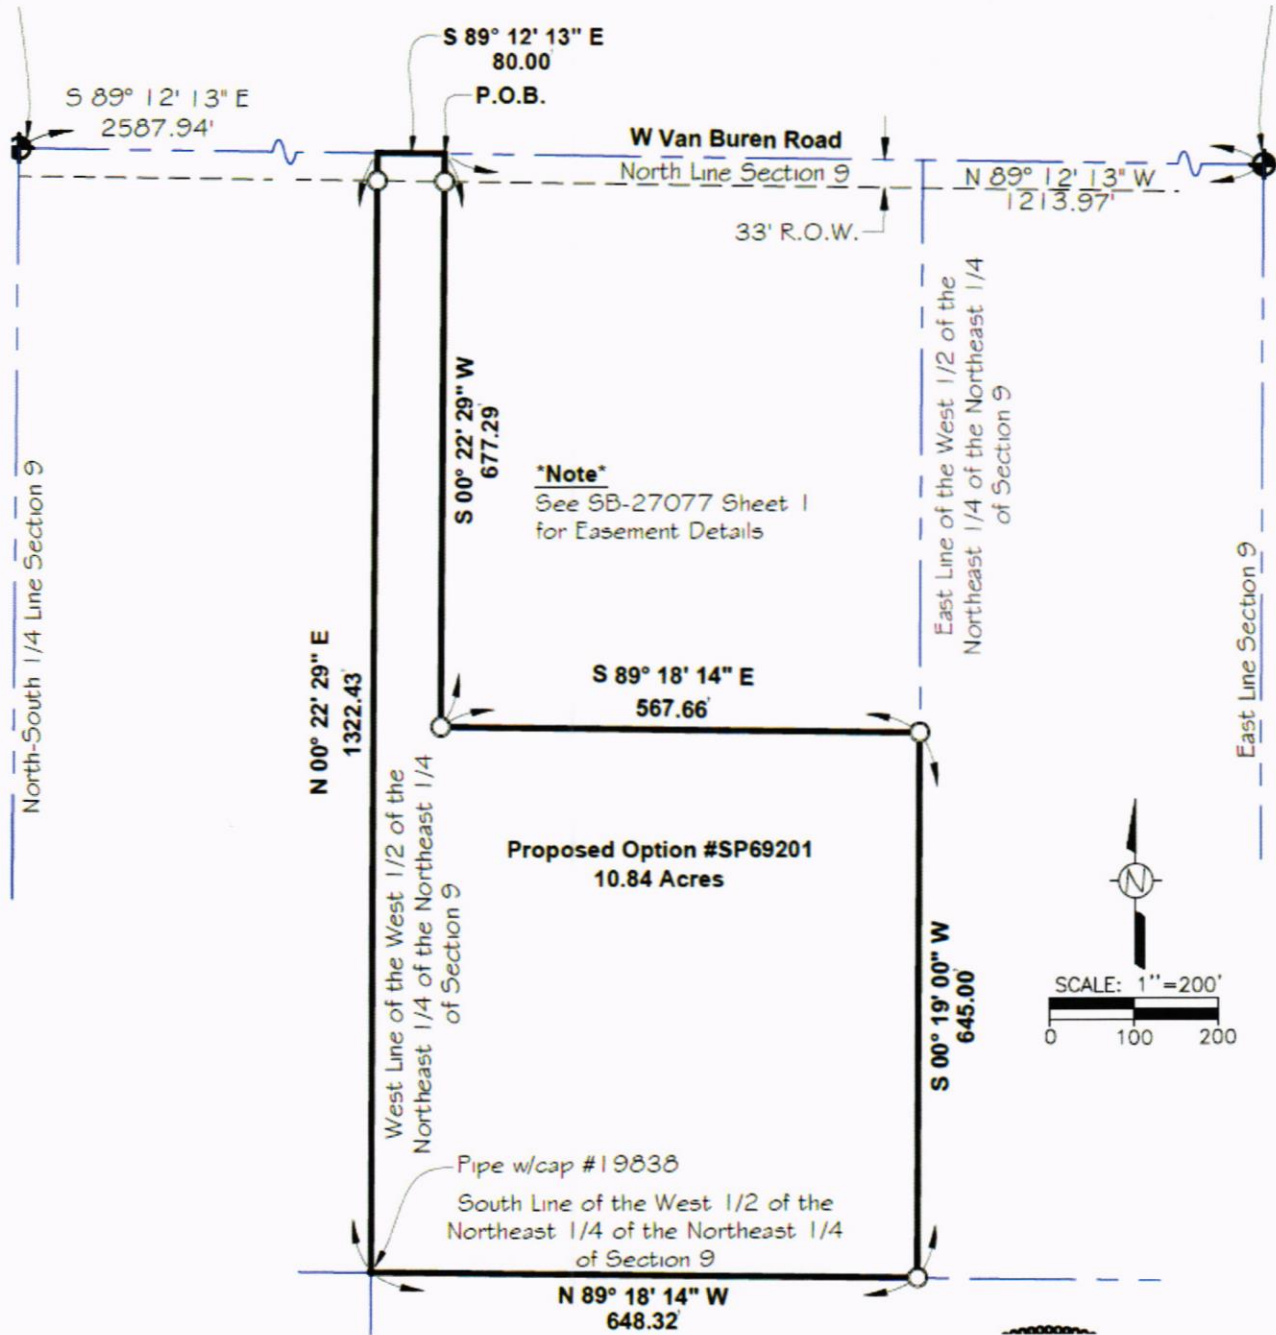 S 89° 12' 13" E
80.00'
P.O.B.
S 89° 12' 13" E
2587.94'
W Van Buren Road
North Line Section 9
N 89° 12' 13" W
1213.97'
33' R.O.W.
S 00° 22' 29" W
677.29'
*Note*
See SB-27077 Sheet 1
for Easement Details
East Line of the West 1/2 of the
Northeast 1/4 of the Northeast 1/4
of Section 9
North-South 1/4 Line Section 9
East Line Section 9
N 00° 22' 29" E
1322.43'
S 89° 18' 14" E
567.66'
West Line of the West 1/2 of the
Northeast 1/4 of the Northeast 1/4
of Section 9
Proposed Option #SP69201
10.84 Acres
N
SCALE: 1"=200'
0 100 200
S 00° 19' 00" W
645.00'
Pipe w/cap #19838
South Line of the West 1/2 of the
Northeast 1/4 of the Northeast 1/4
of Section 9
N 89° 18' 14" W
648.32'